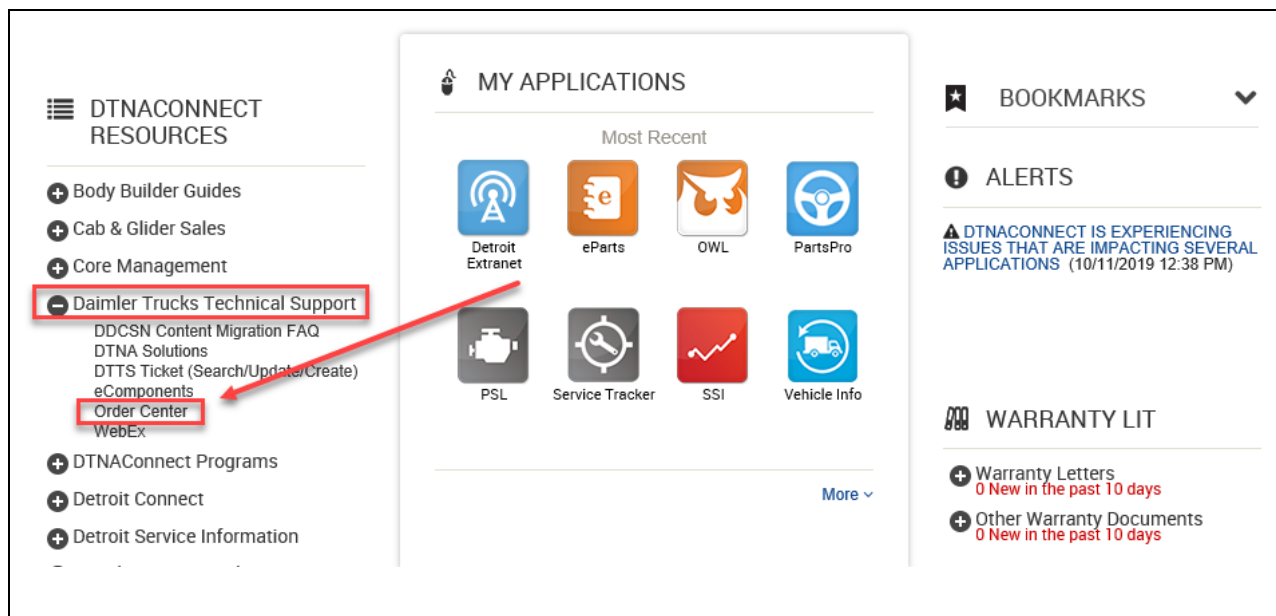 DTNACONNECT
RESOURCES
Body Builder Guides
Cab & Glider Sales
Core Management
Daimler Trucks Technical Support
DDCSN Content Migration FAQ
DTNA Solutions
DTTS Ticket (Search/Update/Create)
eComponents
Order Center
WebEx
DTNAConnect Programs
Detroit Connect
Detroit Service Information
MY APPLICATIONS
Most Recent
Detroit
Extranet
e
eParts
OWL
PartsPro
PSL
Service Tracker
SSI
Vehicle Info
More
BOOKMARKS
ALERTS
DTNACONNECT IS EXPERIENCING
ISSUES THAT ARE IMPACTING SEVERAL
APPLICATIONS (10/11/2019 12:38 PM)
WARRANTY LIT
Warranty Letters
0 New in the past 10 days
Other Warranty Documents
0 New in the past 10 days